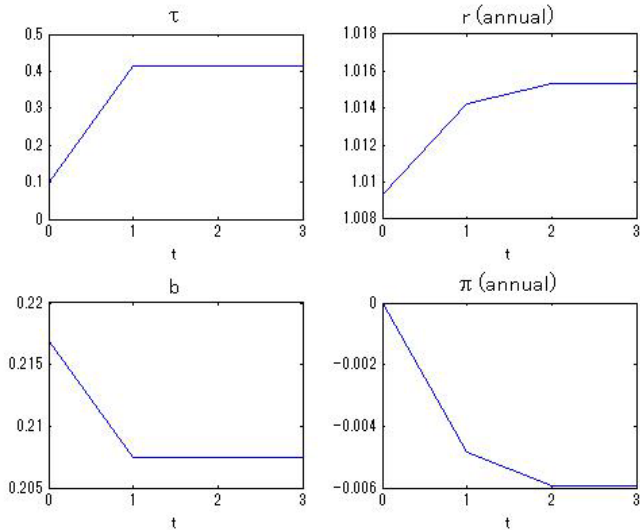 τ
0.5
0.4
0.3
0.2
0.1
0
0 1 2 3
t
r (annual)
1.018
1.016
1.014
1.012
1.01
1.008
0 1 2 3
t
b
0.22
0.215
0.21
0.205
0 1 2 3
t
π (annual)
0
−0.002
−0.004
−0.006
0 1 2 3
t